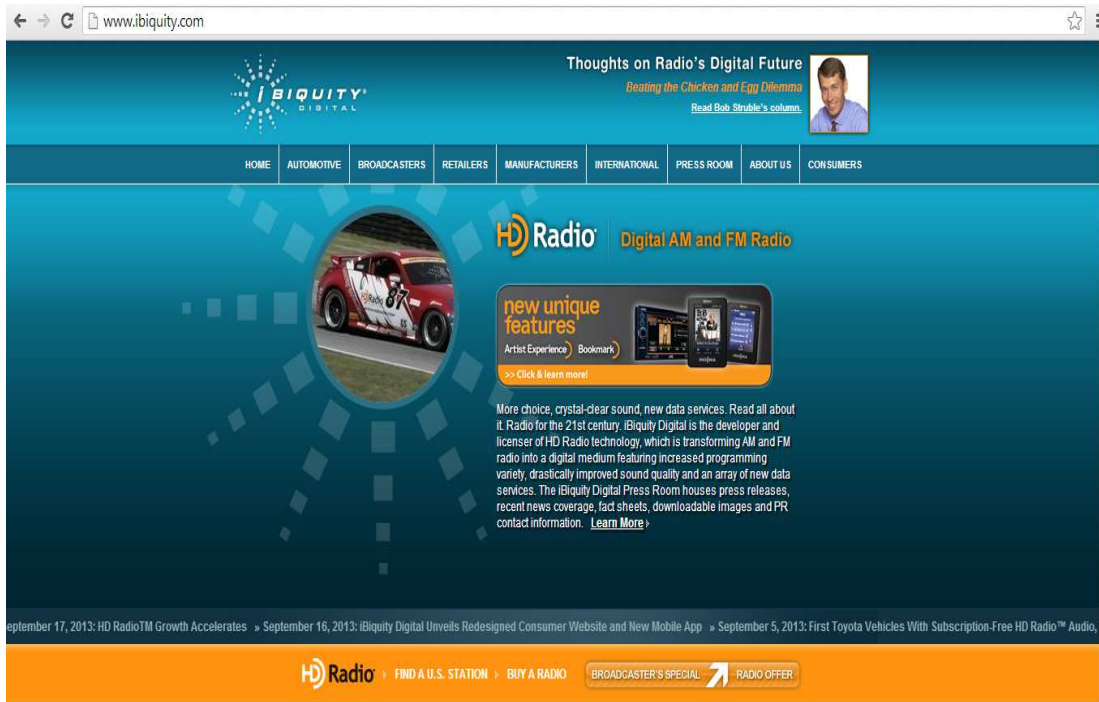 www.ibiquity.com
iBIQUITY
DIGITAL
Thoughts on Radio's Digital Future
Beating the Chicken and Egg Dilemma
Read Bob Struble's column.
HOME AUTOMOTIVE BROADCASTERS RETAILERS MANUFACTURERS INTERNATIONAL PRESS ROOM ABOUT US CONSUMERS
HD Radio Digital AM and FM Radio
HD Radio 87
new unique
features
Artist Experience) Bookmark)
>> Click & learn more!
More choice, crystal-clear sound, new data services. Read all about
it. Radio for the 21st century. iBiquity Digital is the developer and
licenser of HD Radio technology, which is transforming AM and FM
radio into a digital medium featuring increased programming
variety, drastically improved sound quality and an array of new data
services. The iBiquity Digital Press Room houses press releases,
recent news coverage, fact sheets, downloadable images and PR
contact information. Learn More ›
eptember 17, 2013: HD RadioTM Growth Accelerates » September 16, 2013: iBiquity Digital Unveils Redesigned Consumer Website and New Mobile App » September 5, 2013: First Toyota Vehicles With Subscription-Free HD Radio™ Audio,
HD Radio › FIND A U.S. STATION › BUY A RADIO BROADCASTER'S SPECIAL RADIO OFFER